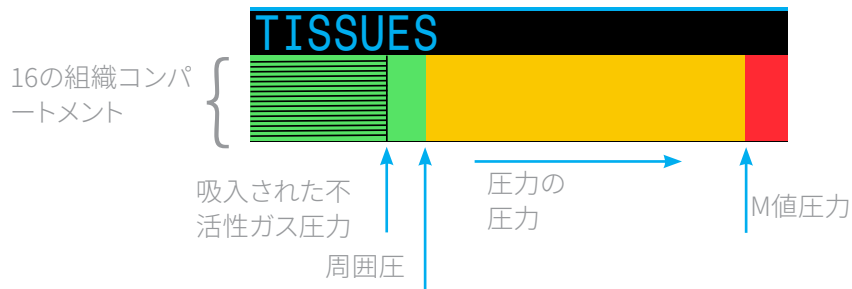 TISSUES
16の組織コンパ
ートメント
吸入された不
活性ガス圧力
周囲圧
圧力の
圧力
M値圧力